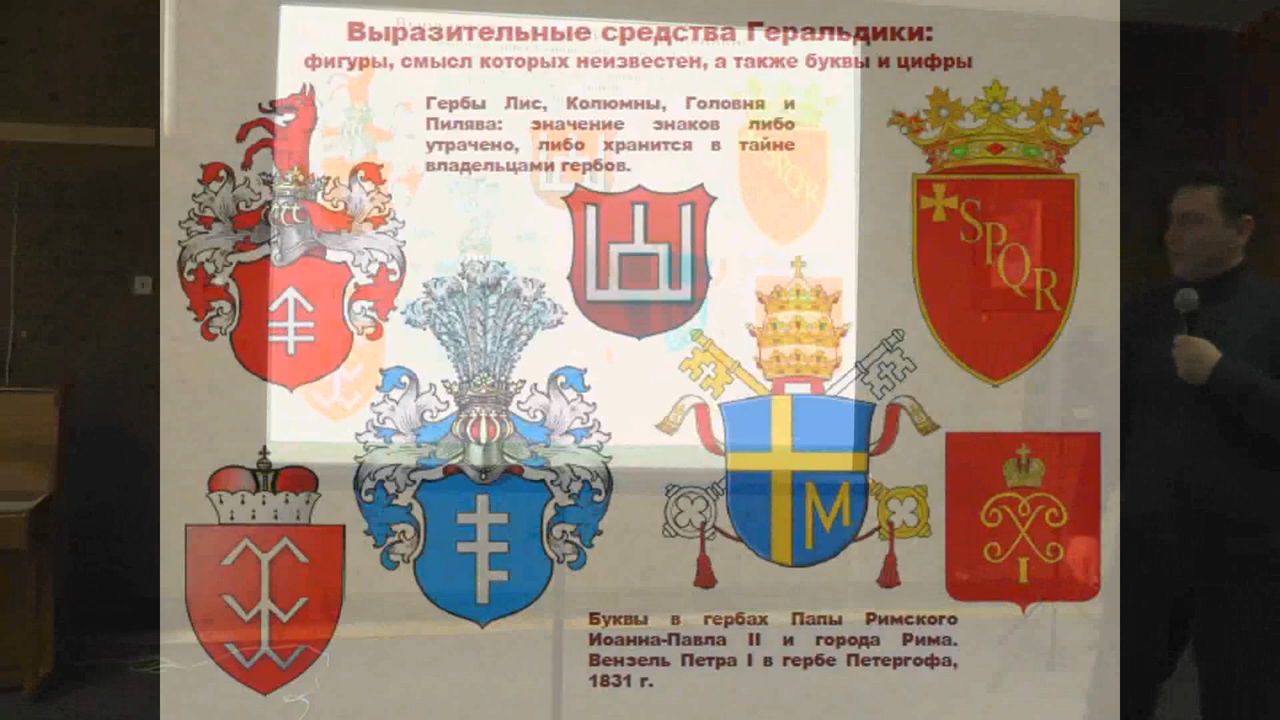 Выразительные средства Геральдики:
фигуры, смысл которых неизвестен, а также буквы и цифры
Гербы Лис, Колюмны, Головня и
Пилява: значение знаков либо
утрачено, либо хранится в тайне
владельцами гербов.
SPQR
M
I
Буквы в гербах Папы Римского
Иоанна-Павла II и города Рима.
Вензель Петра I в гербе Петергофа,
1831 г.